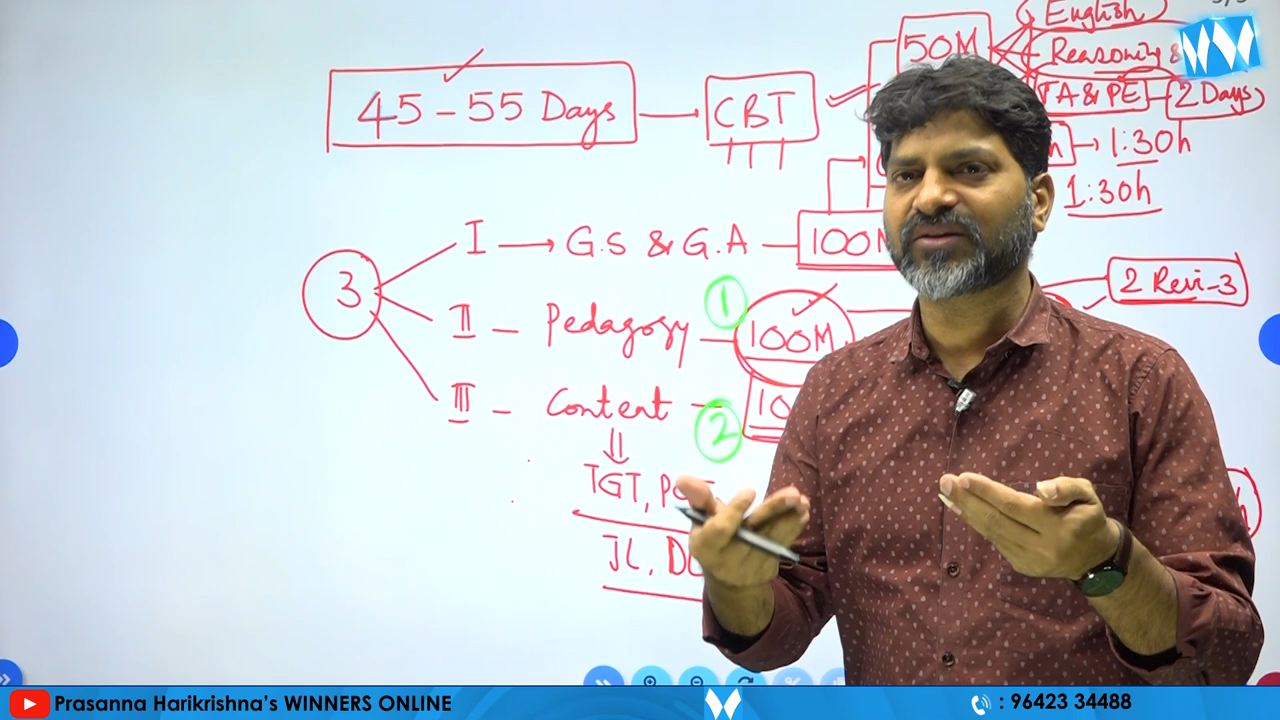 English
50M
Reasoning &
45-55 Days
CBT
TA & PE 2 Days
1:30h
1:30h
3
I G.S & G.A 100M
2 Revi-3
II - Pedagogy 1 100M
III - Content 2 10
TGT,
JL,
Prasanna Harikrishna's WINNERS ONLINE
: 96423 34488